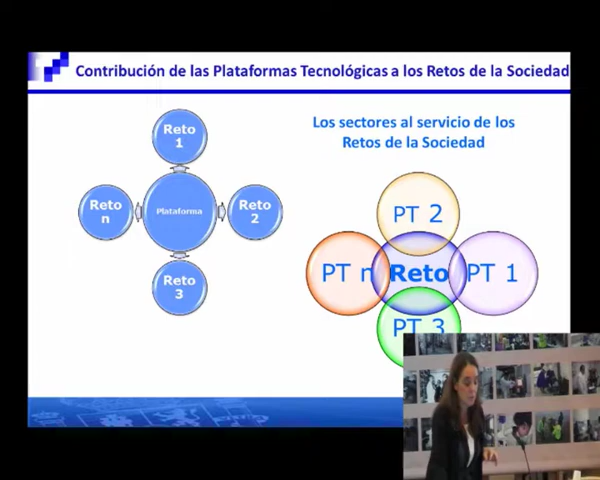 Contribución de las Plataformas Tecnológicas a los Retos de la Sociedad
Reto
1
Reto
n
Plataforma
Reto
2
Reto
3
Los sectores al servicio de los
Retos de la Sociedad
PT 2
PT n
Reto
PT 1
PT 3